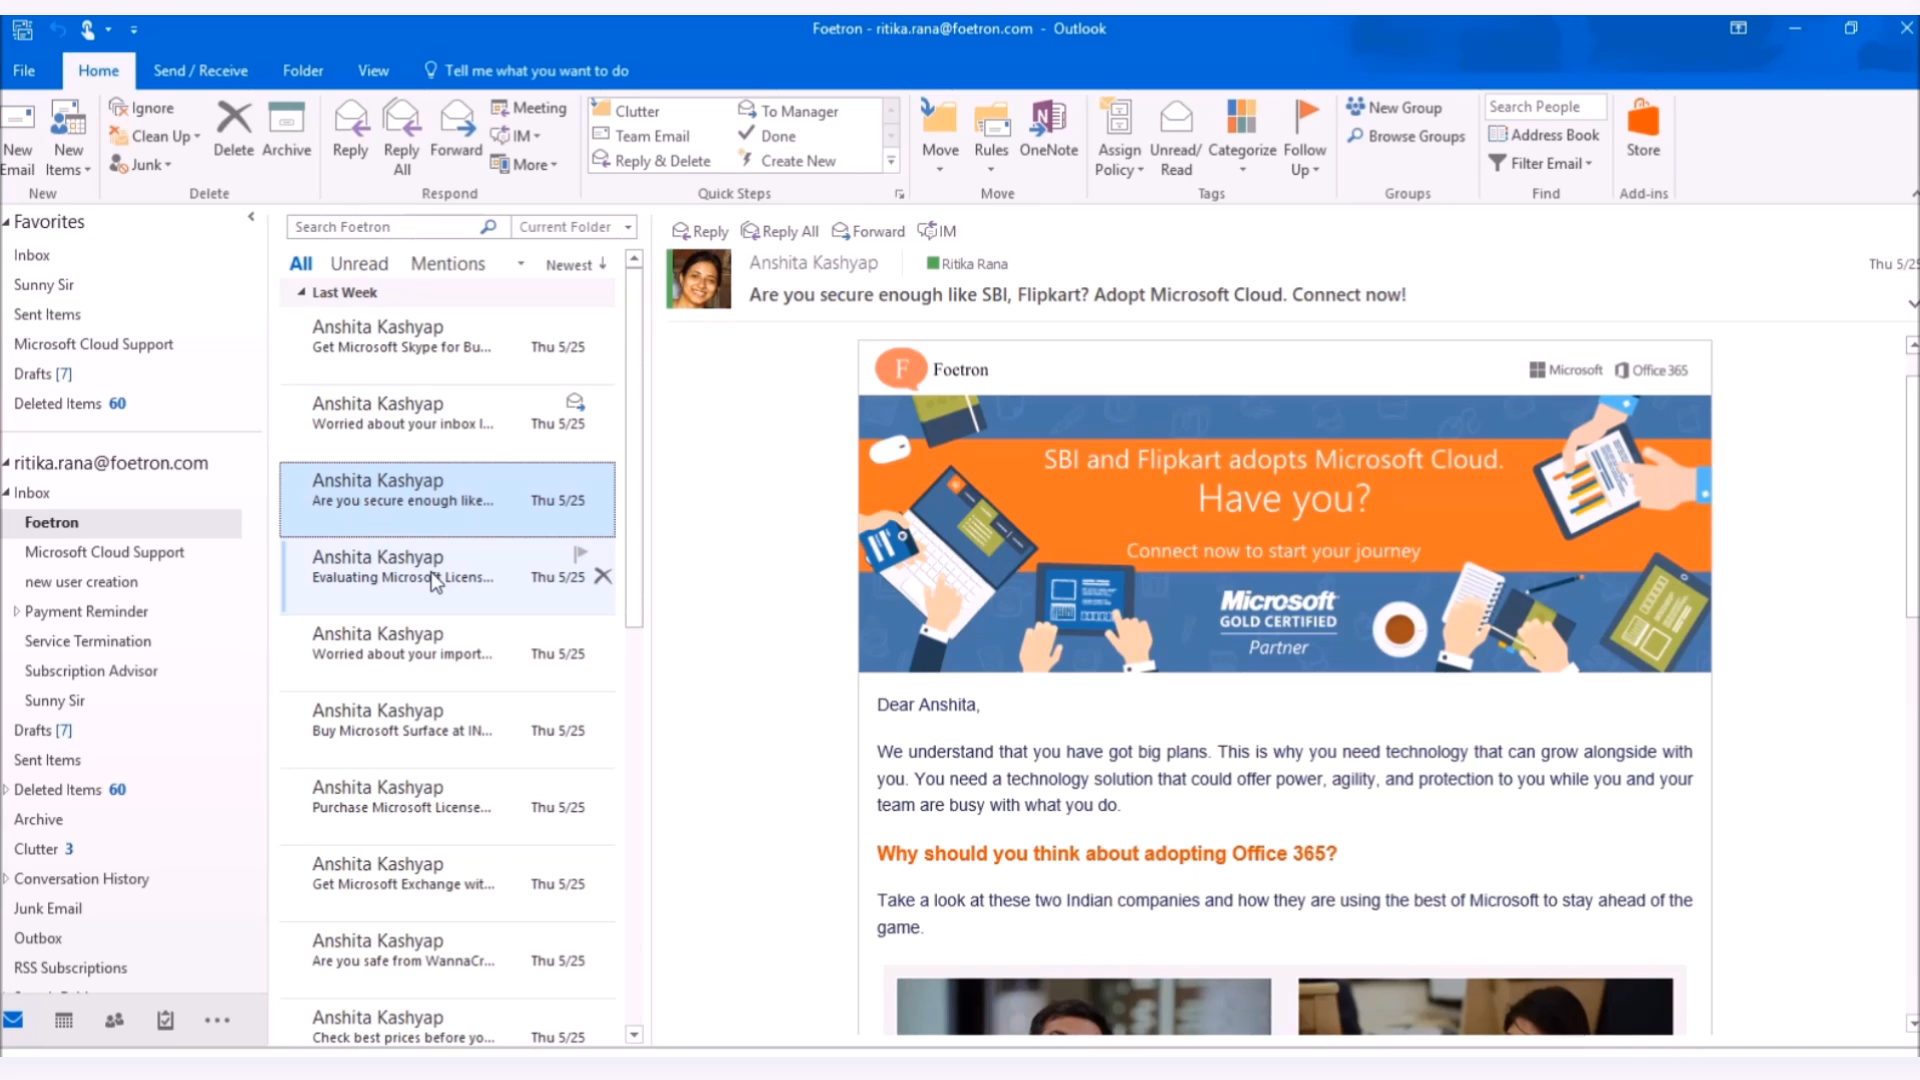 Foetron - ritika.rana@foetron.com - Outlook
File Home Send / Receive Folder View Tell me what you want to do
New Email
New Items
Ignore
Clean Up
Junk
Delete
Archive
Reply
Reply All
Forward
Meeting
IM
More
Clutter
Team Email
Reply & Delete
To Manager
Done
Create New
Move
Rules
OneNote
Assign Policy
Unread/ Read
Categorize
Follow Up
New Group
Browse Groups
Search People
Address Book
Filter Email
Store
New Delete Respond Quick Steps Move Tags Groups Find Add-ins
Favorites
Inbox
Sunny Sir
Sent Items
Microsoft Cloud Support
Drafts [7]
Deleted Items 60
ritika.rana@foetron.com
Inbox
Foetron
Microsoft Cloud Support
new user creation
Payment Reminder
Service Termination
Subscription Advisor
Sunny Sir
Drafts [7]
Sent Items
Deleted Items 60
Archive
Clutter 3
Conversation History
Junk Email
Outbox
RSS Subscriptions
Search Foetron Current Folder
All Unread Mentions Newest
Last Week
Anshita Kashyap
Get Microsoft Skype for Bu... Thu 5/25
Anshita Kashyap
Worried about your inbox l... Thu 5/25
Anshita Kashyap
Are you secure enough like... Thu 5/25
Anshita Kashyap
Evaluating Microsoft Licens... Thu 5/25
Anshita Kashyap
Worried about your import... Thu 5/25
Anshita Kashyap
Buy Microsoft Surface at IN... Thu 5/25
Anshita Kashyap
Purchase Microsoft License... Thu 5/25
Anshita Kashyap
Get Microsoft Exchange wit... Thu 5/25
Anshita Kashyap
Are you safe from WannaCr... Thu 5/25
Anshita Kashyap
Check best prices before yo... Thu 5/25
Reply Reply All Forward IM
Anshita Kashyap Ritika Rana Thu 5/25
Are you secure enough like SBI, Flipkart? Adopt Microsoft Cloud. Connect now!
F Foetron Microsoft Office 365
SBI and Flipkart adopts Microsoft Cloud.
Have you?
Connect now to start your journey
Microsoft
GOLD CERTIFIED
Partner
Dear Anshita,
We understand that you have got big plans. This is why you need technology that can grow alongside with
you. You need a technology solution that could offer power, agility, and protection to you while you and your
team are busy with what you do.
Why should you think about adopting Office 365?
Take a look at these two Indian companies and how they are using the best of Microsoft to stay ahead of the
game.